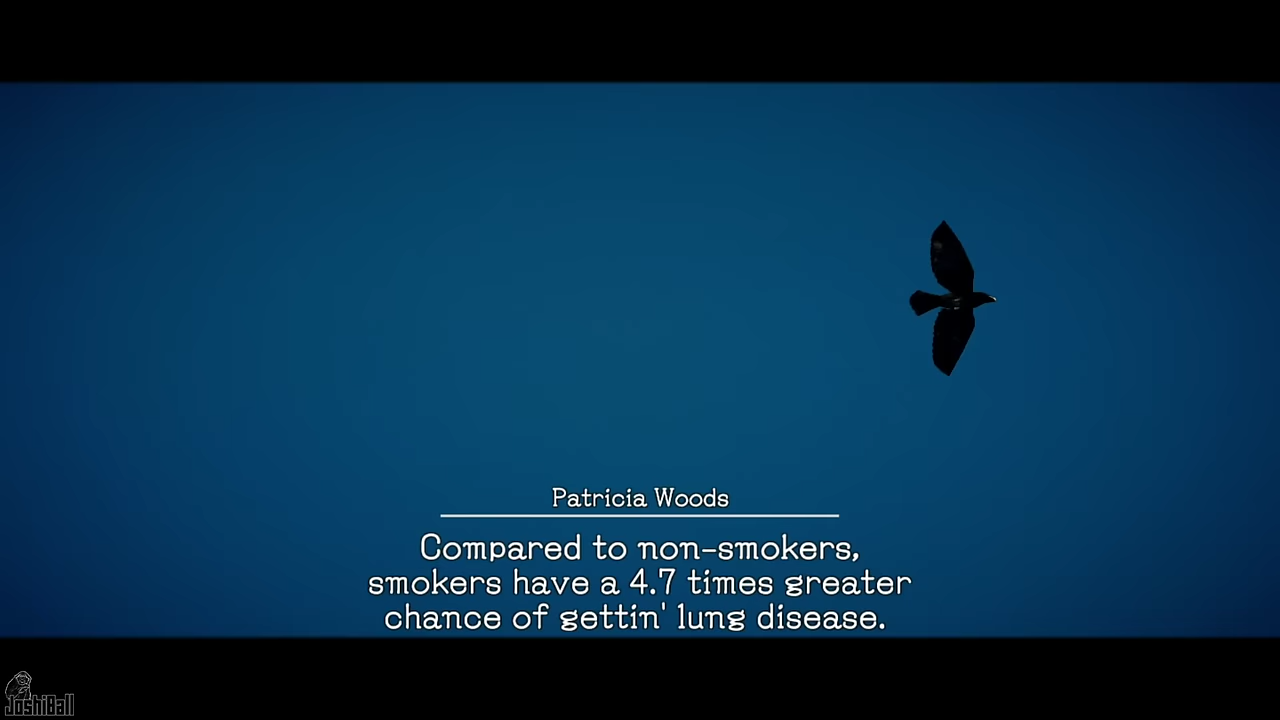 Patricia Woods
Compared to non-smokers,
smokers have a 4.7 times greater
chance of gettin' lung disease.
JoshiBall